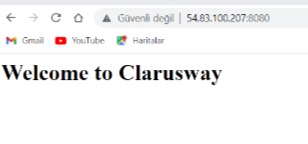 Güvenli değil | 54.83.100.207:8080
Gmail YouTube Haritalar
Welcome to Clarusway